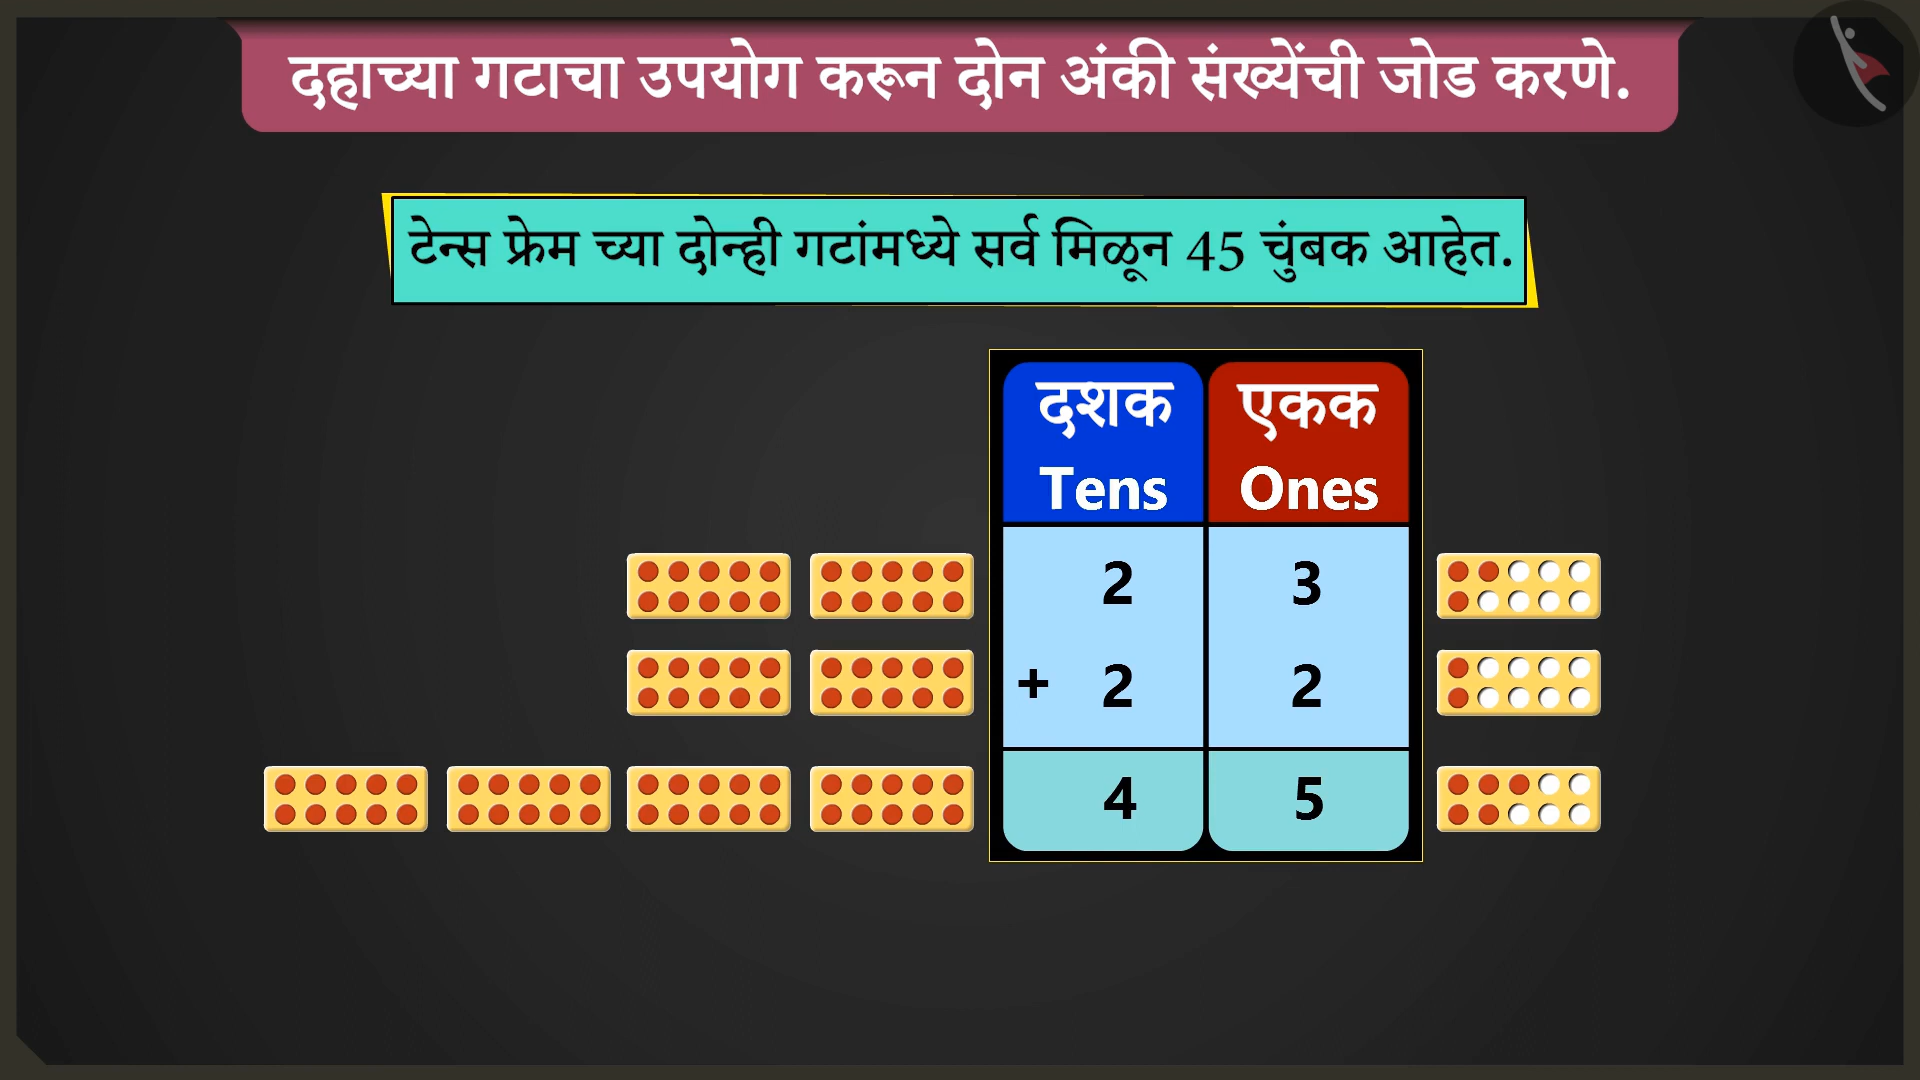 दहाच्या गटाचा उपयोग करून दोन अंकी संख्येंची जोड करणे.
टेन्स फ्रेम च्या दोन्ही गटांमध्ये सर्व मिळून 45 चुंबक आहेत.
दशक एकक
Tens Ones
2 3
+ 2 2
4 5